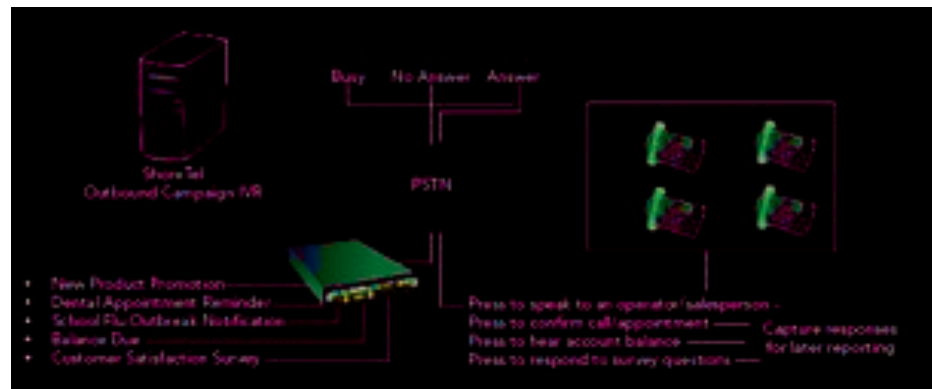 Busy No Answer Answer
ShoreTel
Outbound Campaign IVR
PSTN
• New Product Promotion
• Dental Appointment Reminder
• School Flu Outbreak Notification
• Balance Due
• Customer Satisfaction Survey
Press to speak to an operator/salesperson
Press to confirm call/appointment
Press to hear account balance
Press to respond to survey questions
Capture responses
for later reporting